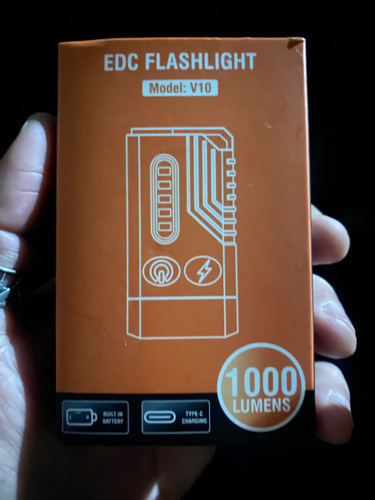 EDC FLASHLIGHT
Model: V10
1000
LUMENS
BUILT-IN
BATTERY
TYPE-C
CHARGING